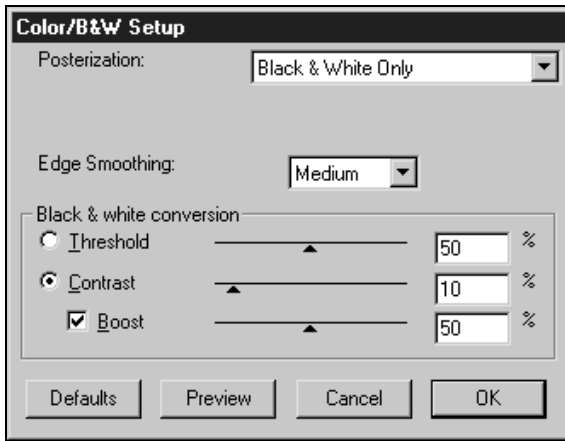 Color/B&W Setup
Posterization: Black & White Only
Edge Smoothing: Medium
Black & white conversion
Threshold 50 %
Contrast 10 %
Boost 50 %
Defaults Preview Cancel OK